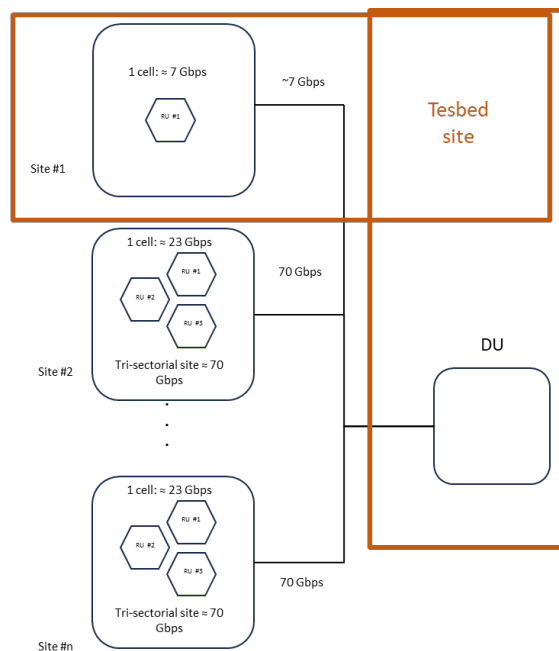 1 cell: ≈ 7 Gbps
RU #1
~7 Gbps
Tesbed
site
Site #1
1 cell: ≈ 23 Gbps
RU #1
RU #2
RU #3
70 Gbps
Tri-sectorial site ≈ 70
Gbps
Site #2
DU
.
.
.
1 cell: ≈ 23 Gbps
RU #1
RU #2
RU #3
70 Gbps
Tri-sectorial site ≈ 70
Gbps
Site #n